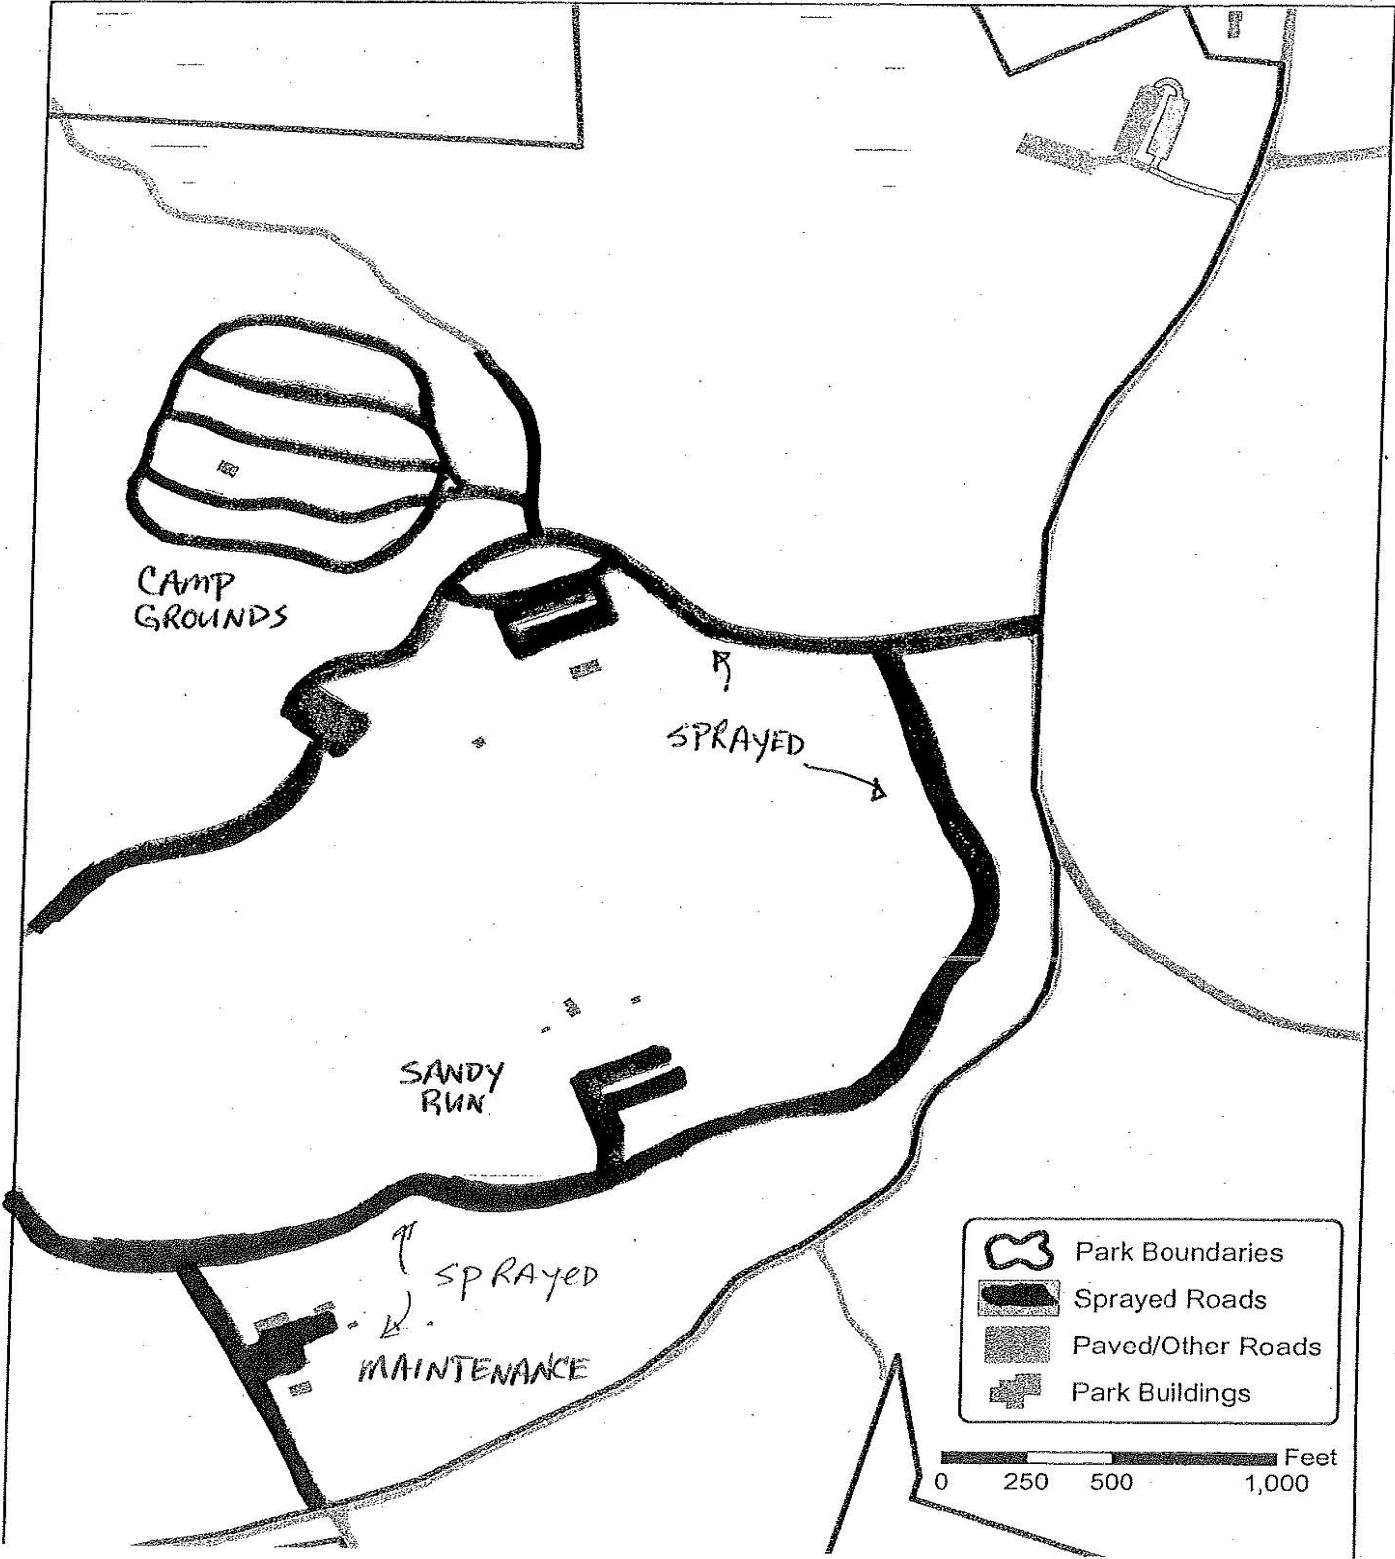 CAMP
GROUNDS
SPRAYED
SANDY
RUN
SPRAYED
MAINTENANCE
Park Boundaries
Sprayed Roads
Paved/Other Roads
Park Buildings
Feet
0 250 500 1,000